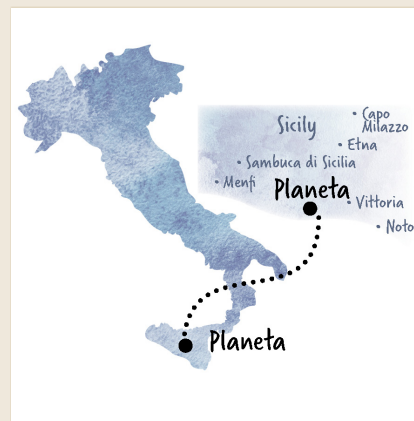 Sicily
Capo
Milazzo
Etna
Sambuca di Sicilia
Menfi
Planeta
Vittoria
Noto
Planeta